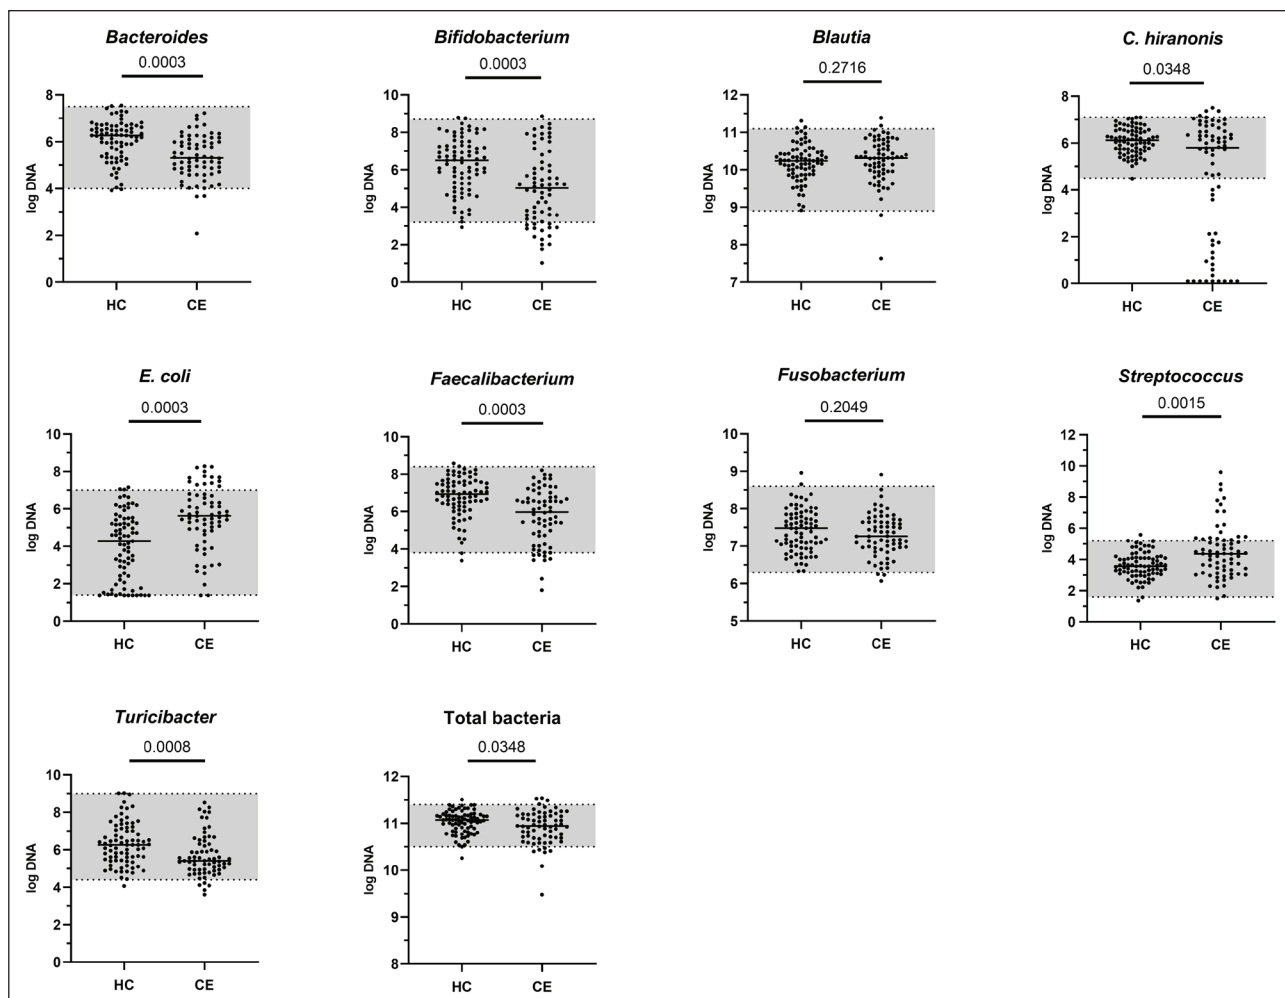 Bacteroides
0.0003
8
6
4
2
0
log DNA
HC
CE
Bifidobacterium
0.0003
10
8
6
4
2
0
log DNA
HC
CE
Blautia
0.2716
12
11
10
9
8
7
log DNA
HC
CE
C. hiranonis
0.0348
8
6
4
2
0
log DNA
HC
CE
E. coli
0.0003
10
8
6
4
2
0
log DNA
HC
CE
Faecalibacterium
0.0003
10
8
6
4
2
0
log DNA
HC
CE
Fusobacterium
0.2049
10
9
8
7
6
5
log DNA
HC
CE
Streptococcus
0.0015
12
10
8
6
4
2
0
log DNA
HC
CE
Turicibacter
0.0008
10
8
6
4
2
0
log DNA
HC
CE
Total bacteria
0.0348
12
11
10
9
8
log DNA
HC
CE